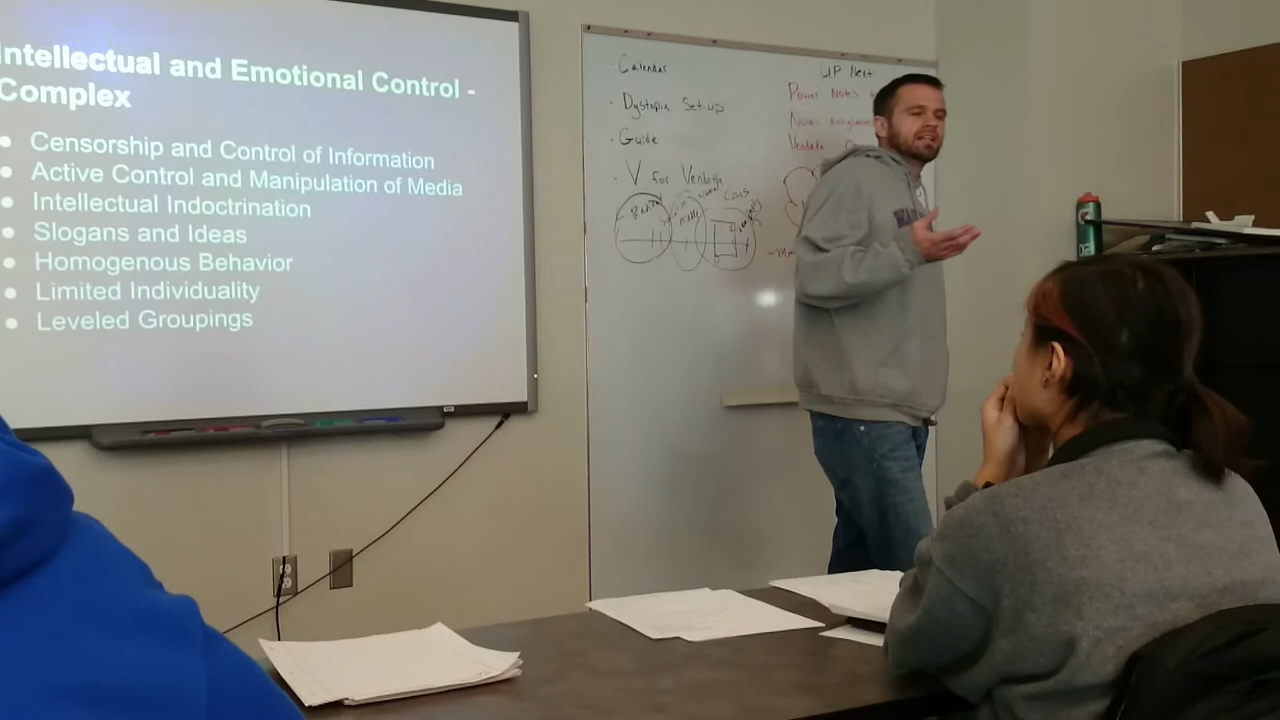 Intellectual and Emotional Control -
Complex
● Censorship and Control of Information
● Active Control and Manipulation of Media
● Intellectual Indoctrination
● Slogans and Ideas
● Homogenous Behavior
● Limited Individuality
● Leveled Groupings
· Calendar
· Dystopia Set-up
· Guide
· V for Vendetta
UP Next
Power Notes
Vendetta